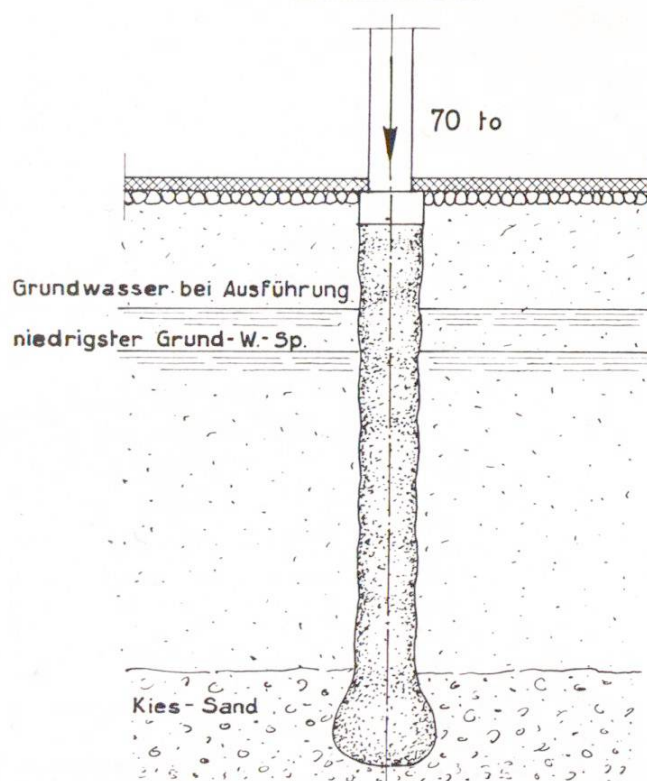 70 to
Grundwasser bei Ausführung
niedrigster Grund-W.-Sp.
Kies-Sand